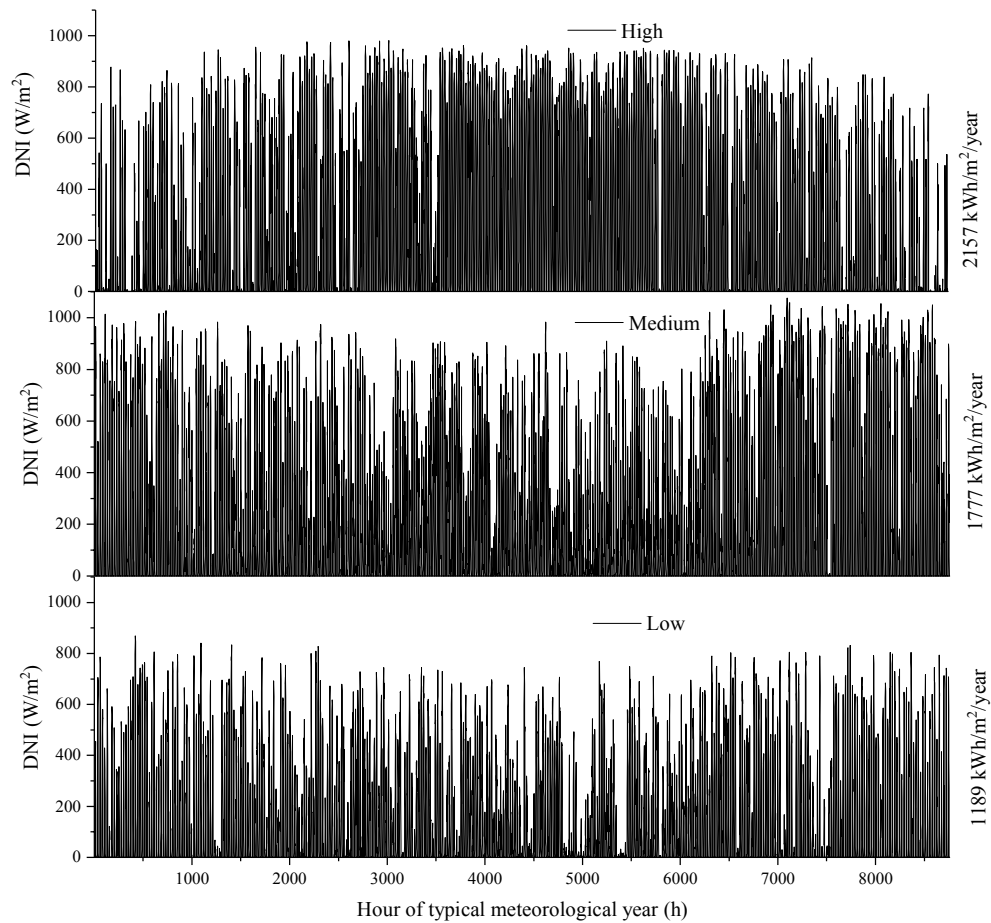 1000
High
800
600
400
200
0
DNI (W/m²)
2157 kWh/m²/year
1000
Medium
800
600
400
200
0
DNI (W/m²)
1777 kWh/m²/year
1000
Low
800
600
400
200
0
DNI (W/m²)
1189 kWh/m²/year
1000 2000 3000 4000 5000 6000 7000 8000
Hour of typical meteorological year (h)